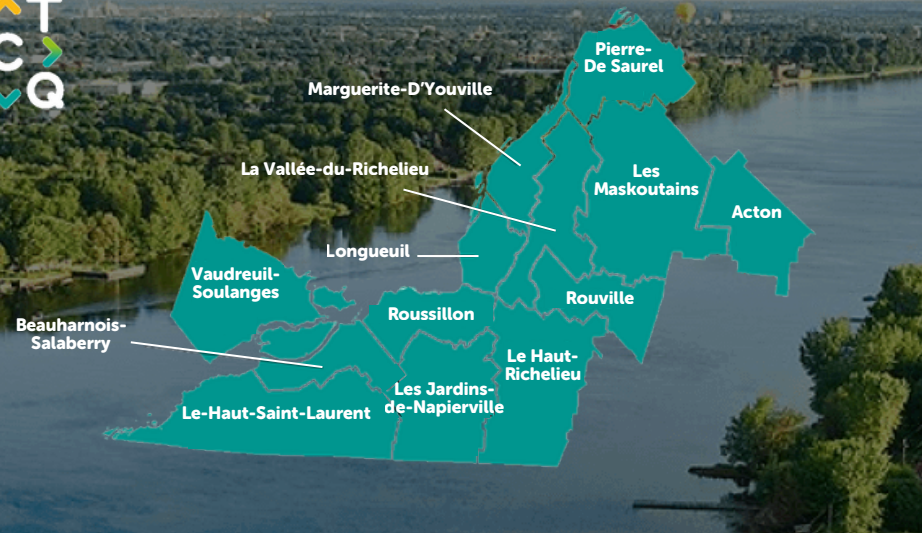 T
C
Q
Pierre-
De Saurel
Marguerite-D'Youville
La Vallée-du-Richelieu
Les
Maskoutains
Acton
Longueuil
Vaudreuil-
Soulanges
Rouville
Roussillon
Beauharnois-
Salaberry
Le Haut-
Richelieu
Les Jardins-
de-Napierville
Le-Haut-Saint-Laurent